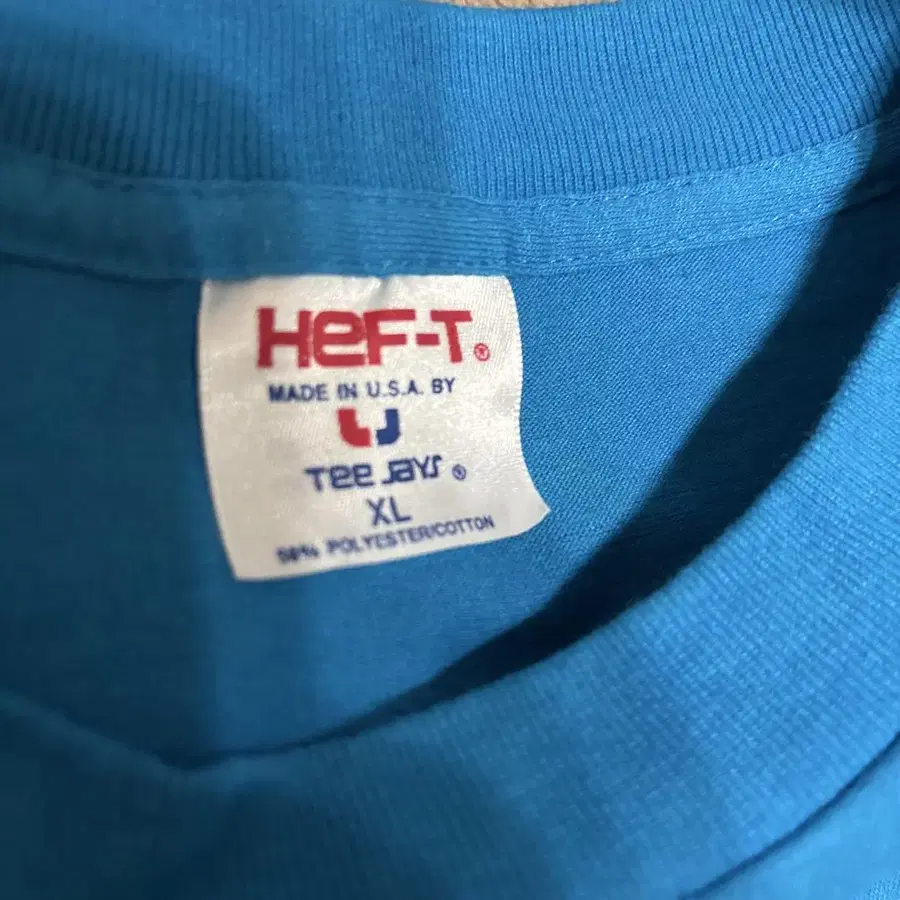 HEF-T®
MADE IN U.S.A. BY
TEE JAYS ®
XL
50% POLYESTER/COTTON